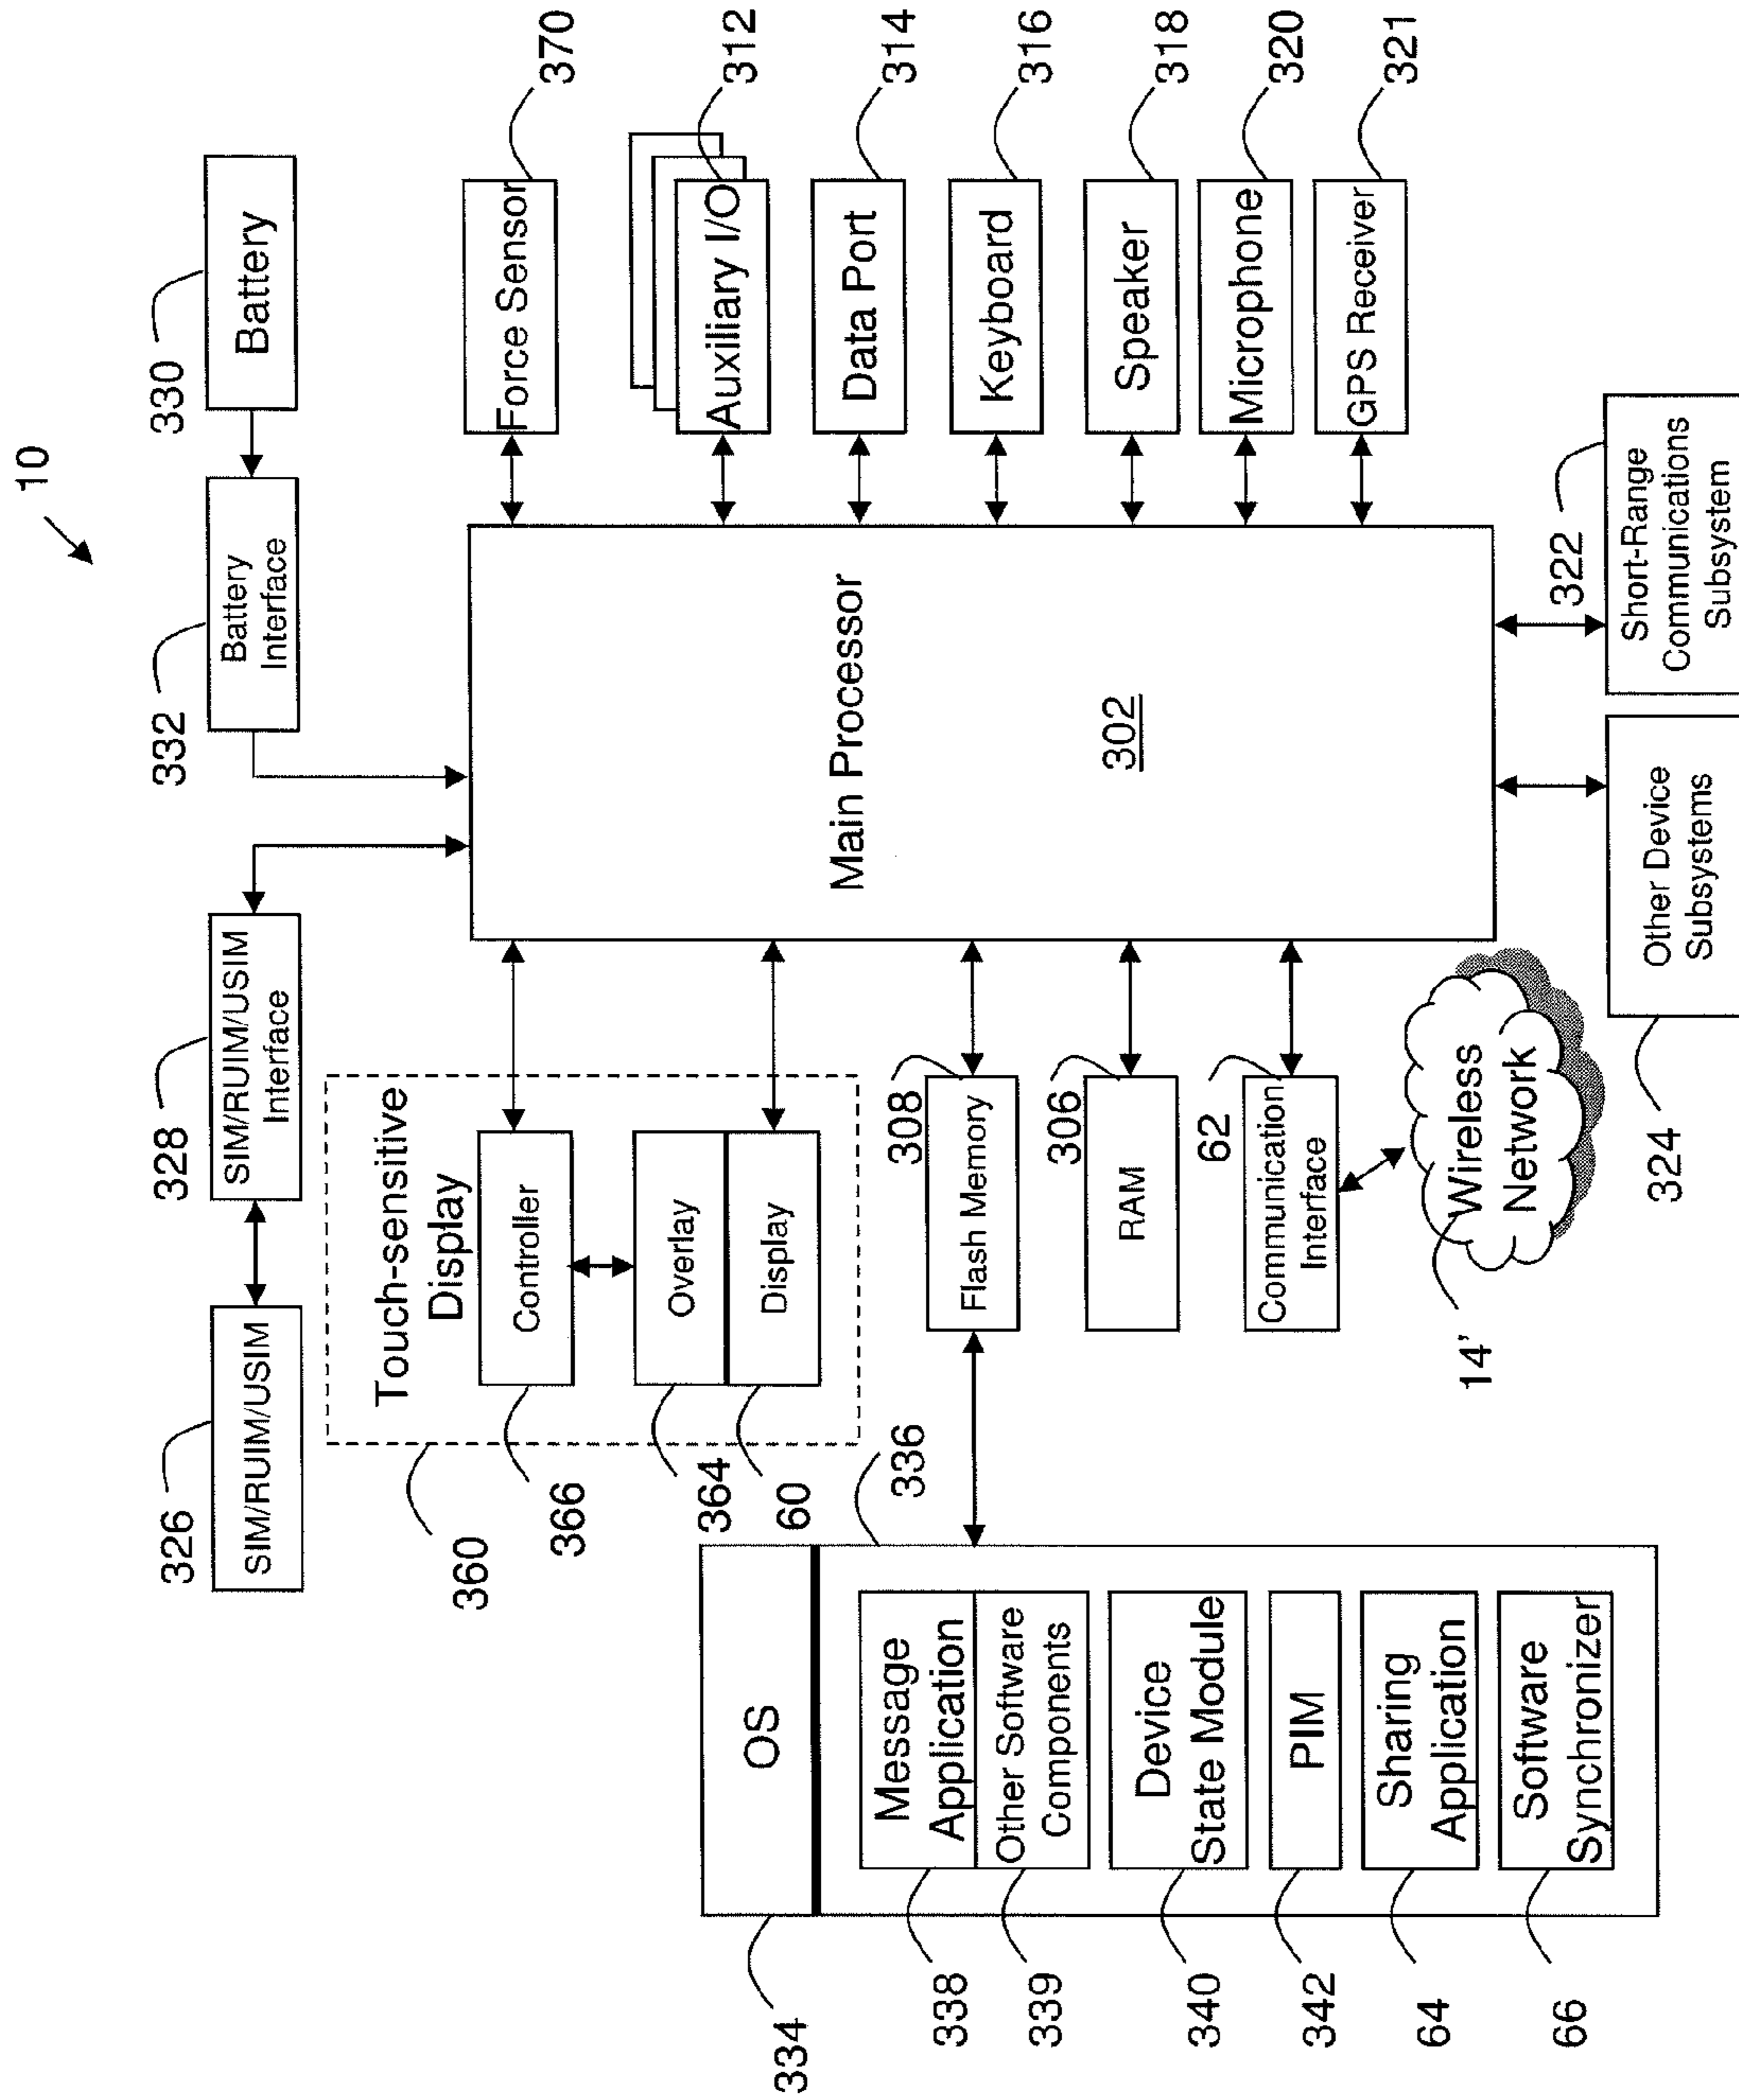 10
330
Battery
332
Battery
Interface
328
SIM/RUIM/USIM
Interface
326
SIM/RUIM/USIM
370
Force Sensor
312
Auxiliary I/O
314
Data Port
316
Keyboard
318
Speaker
320
Microphone
321
GPS Receiver
Main Processor
302
322
Short-Range
Communications
Subsystem
324
Other Device
Subsystems
Touch-sensitive
Display
Controller
Overlay
Display
360
366
364
60
308
Flash Memory
306
RAM
62
Communication
Interface
Wireless
Network
14'
336
334
OS
338
Message
Application
339
Other Software
Components
340
Device
State Module
342
PIM
64
Sharing
Application
66
Software
Synchronizer